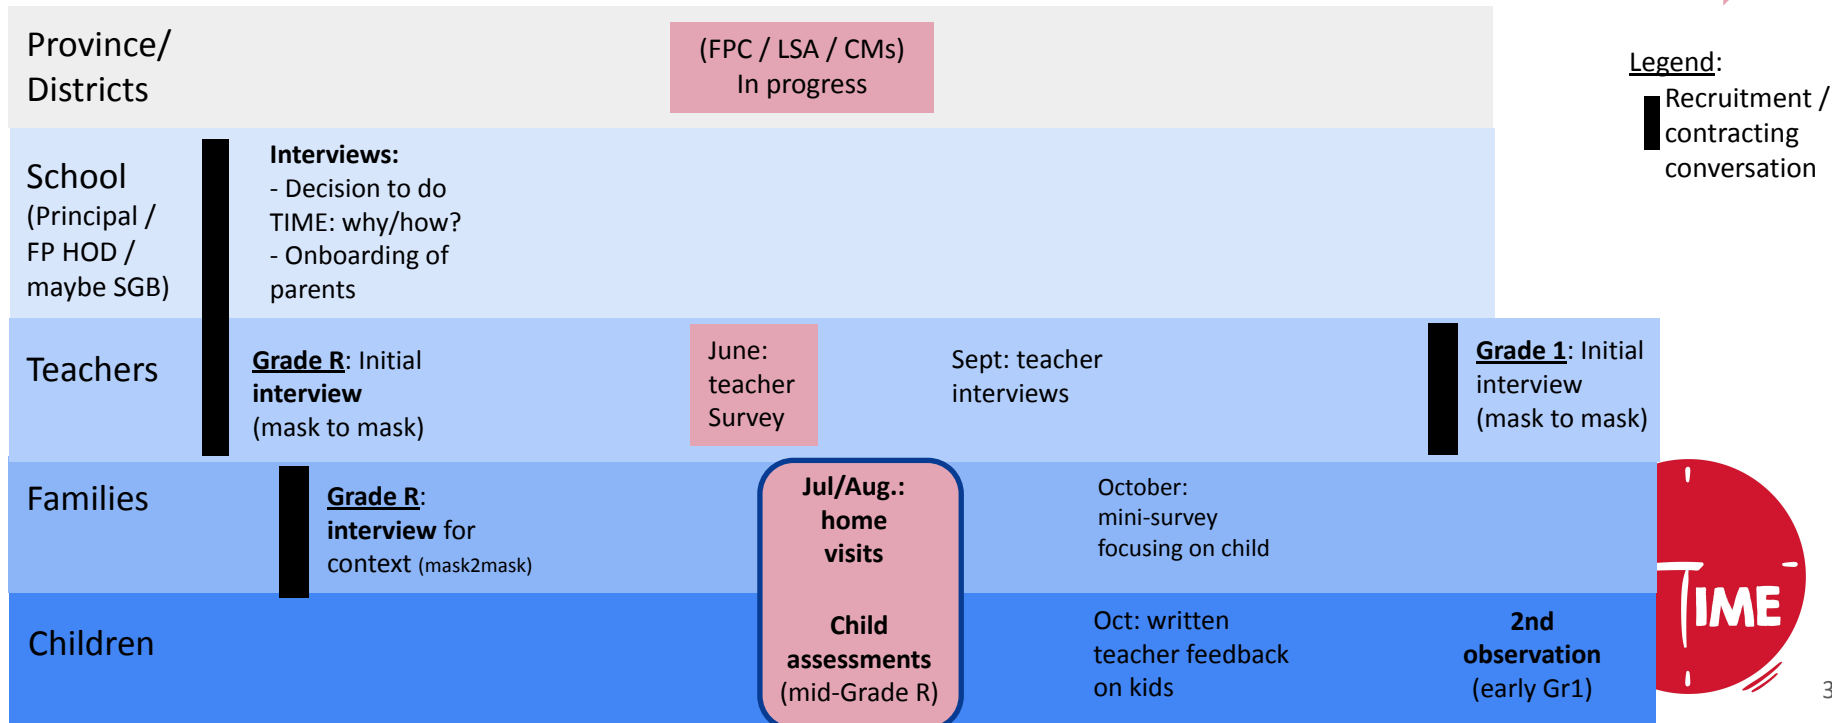 Province/
Districts
(FPC / LSA / CMs)
In progress
Legend:
Recruitment /
contracting
conversation
School
(Principal /
FP HOD /
maybe SGB)
Interviews:
- Decision to do
TIME: why/how?
- Onboarding of
parents
Teachers
Grade R: Initial
interview
(mask to mask)
June:
teacher
Survey
Sept: teacher
interviews
Grade 1: Initial
interview
(mask to mask)
Families
Grade R:
interview for
context (mask2mask)
Jul/Aug.:
home
visits
October:
mini-survey
focusing on child
Children
Child
assessments
(mid-Grade R)
Oct: written
teacher feedback
on kids
2nd
observation
(early Gr1)
TIME
3